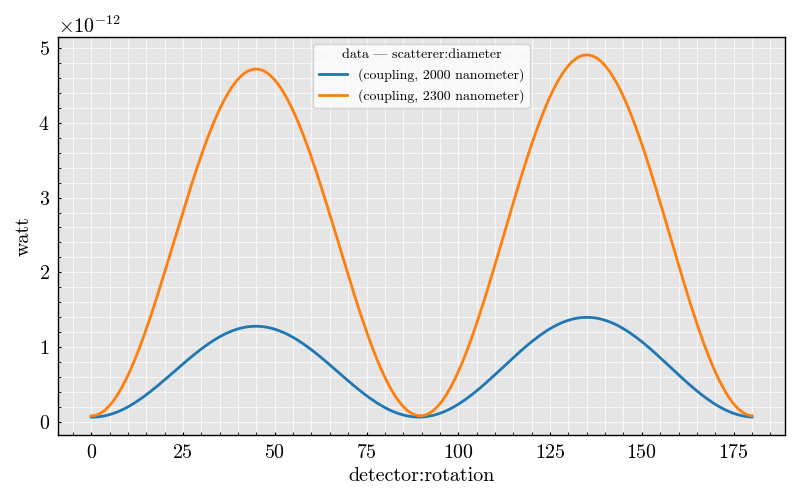 ×10−12
data — scatterer:diameter
(coupling, 2000 nanometer)
(coupling, 2300 nanometer)
5
4
3
2
1
0
watt
0 25 50 75 100 125 150 175
detector:rotation